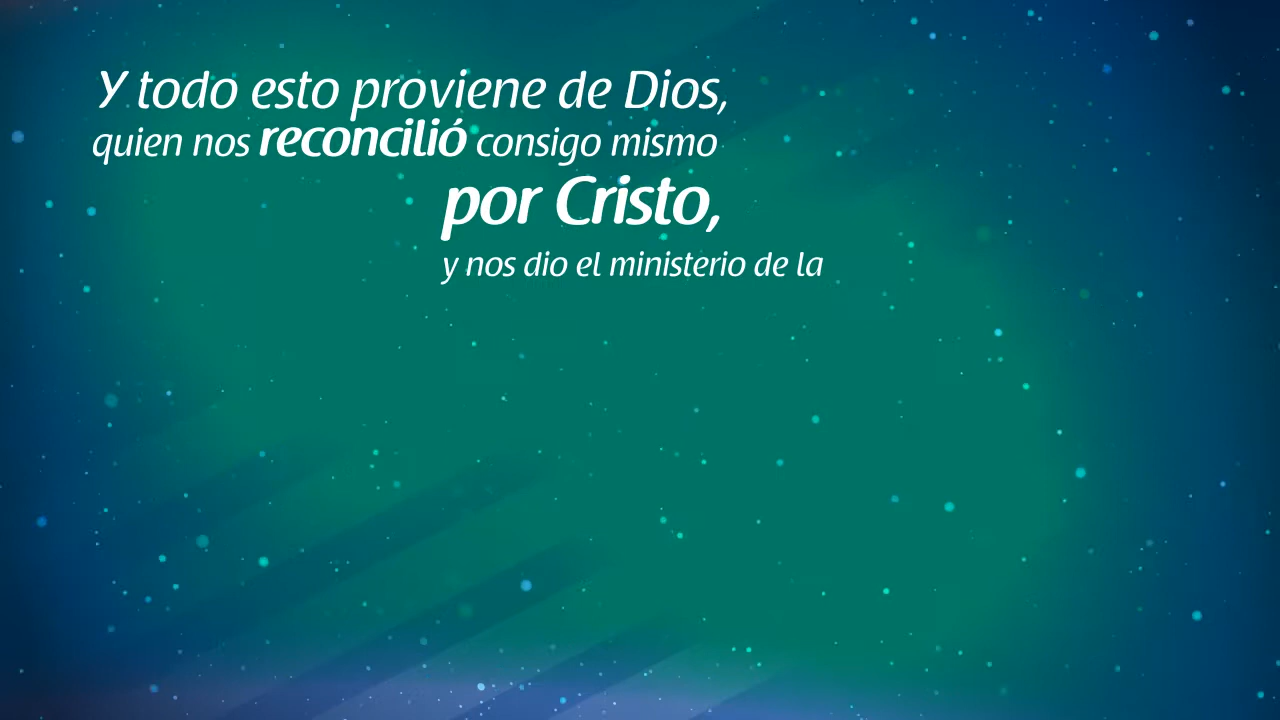 Y todo esto proviene de Dios,
quien nos reconcilió consigo mismo
por Cristo,
y nos dio el ministerio de la